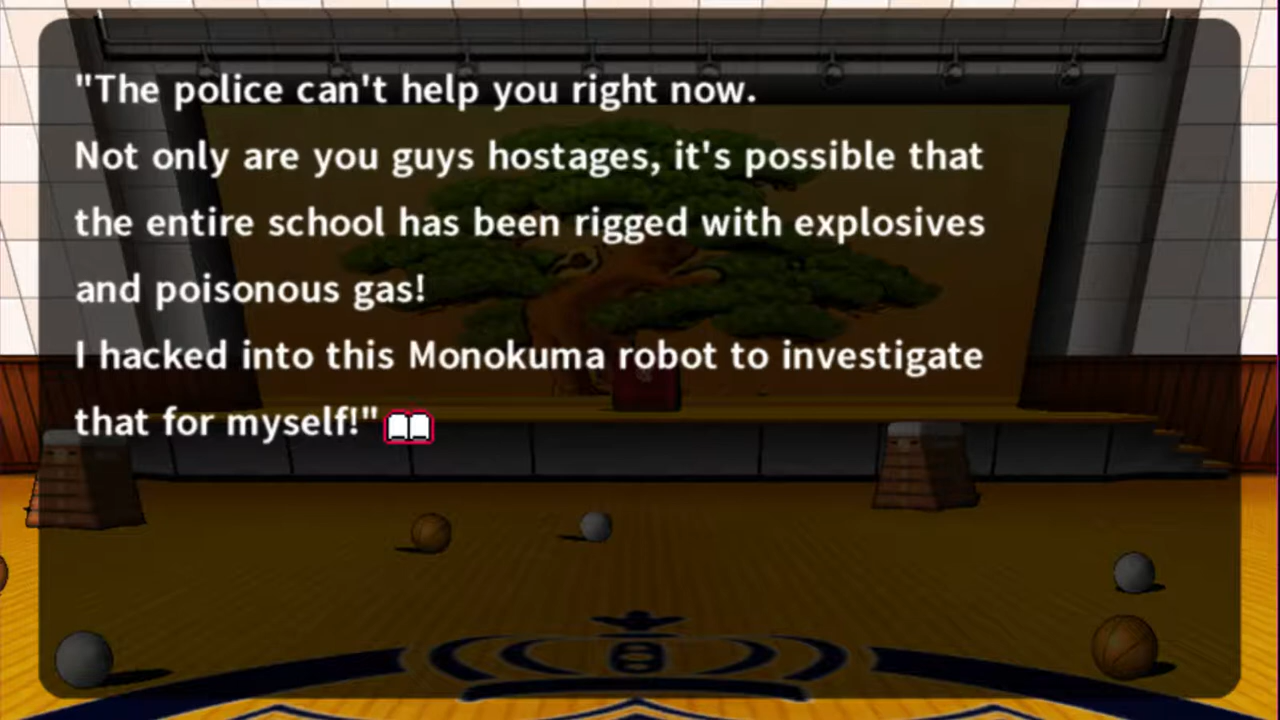 "The police can't help you right now.
Not only are you guys hostages, it's possible that
the entire school has been rigged with explosives
and poisonous gas!
I hacked into this Monokuma robot to investigate
that for myself!"